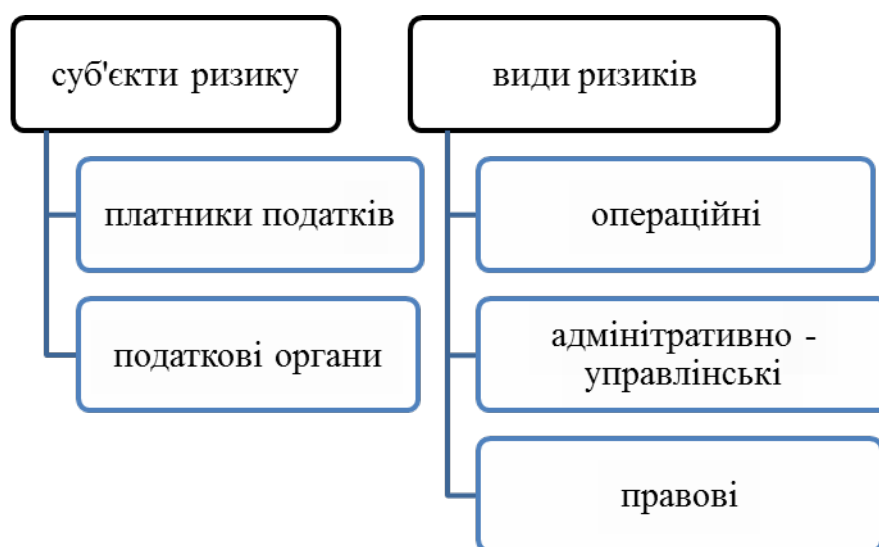 суб'єкти ризику
платники податків
податкові органи
види ризиків
операційні
адмінітративно -
управлінські
правові